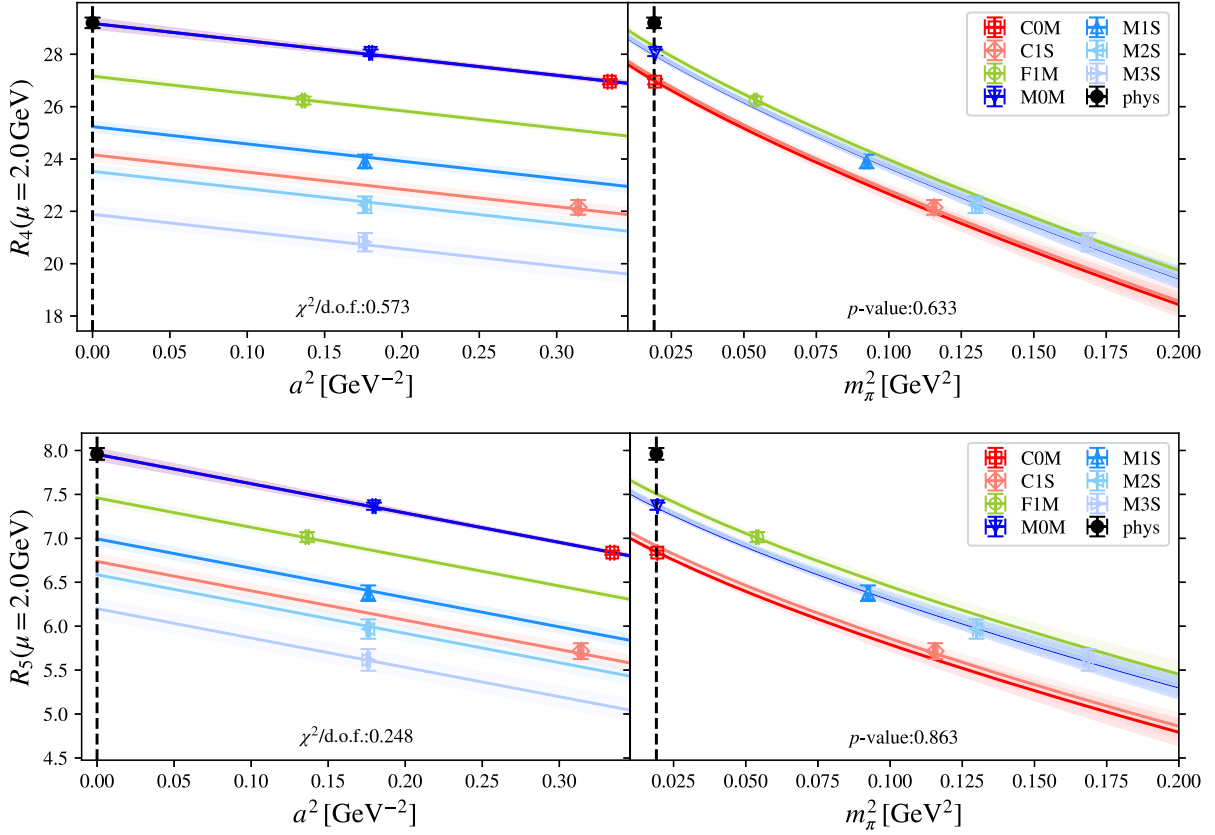 R₄(μ = 2.0 GeV)
28
26
24
22
20
18
χ²/d.o.f.:0.573
0.00 0.05 0.10 0.15 0.20 0.25 0.30
a² [GeV⁻²]
C0M M1S
C1S M2S
F1M M3S
M0M phys
p-value:0.633
0.025 0.050 0.075 0.100 0.125 0.150 0.175 0.200
m_π² [GeV²]
R₅(μ = 2.0 GeV)
8.0
7.5
7.0
6.5
6.0
5.5
5.0
4.5
χ²/d.o.f.:0.248
0.00 0.05 0.10 0.15 0.20 0.25 0.30
a² [GeV⁻²]
C0M M1S
C1S M2S
F1M M3S
M0M phys
p-value:0.863
0.025 0.050 0.075 0.100 0.125 0.150 0.175 0.200
m_π² [GeV²]